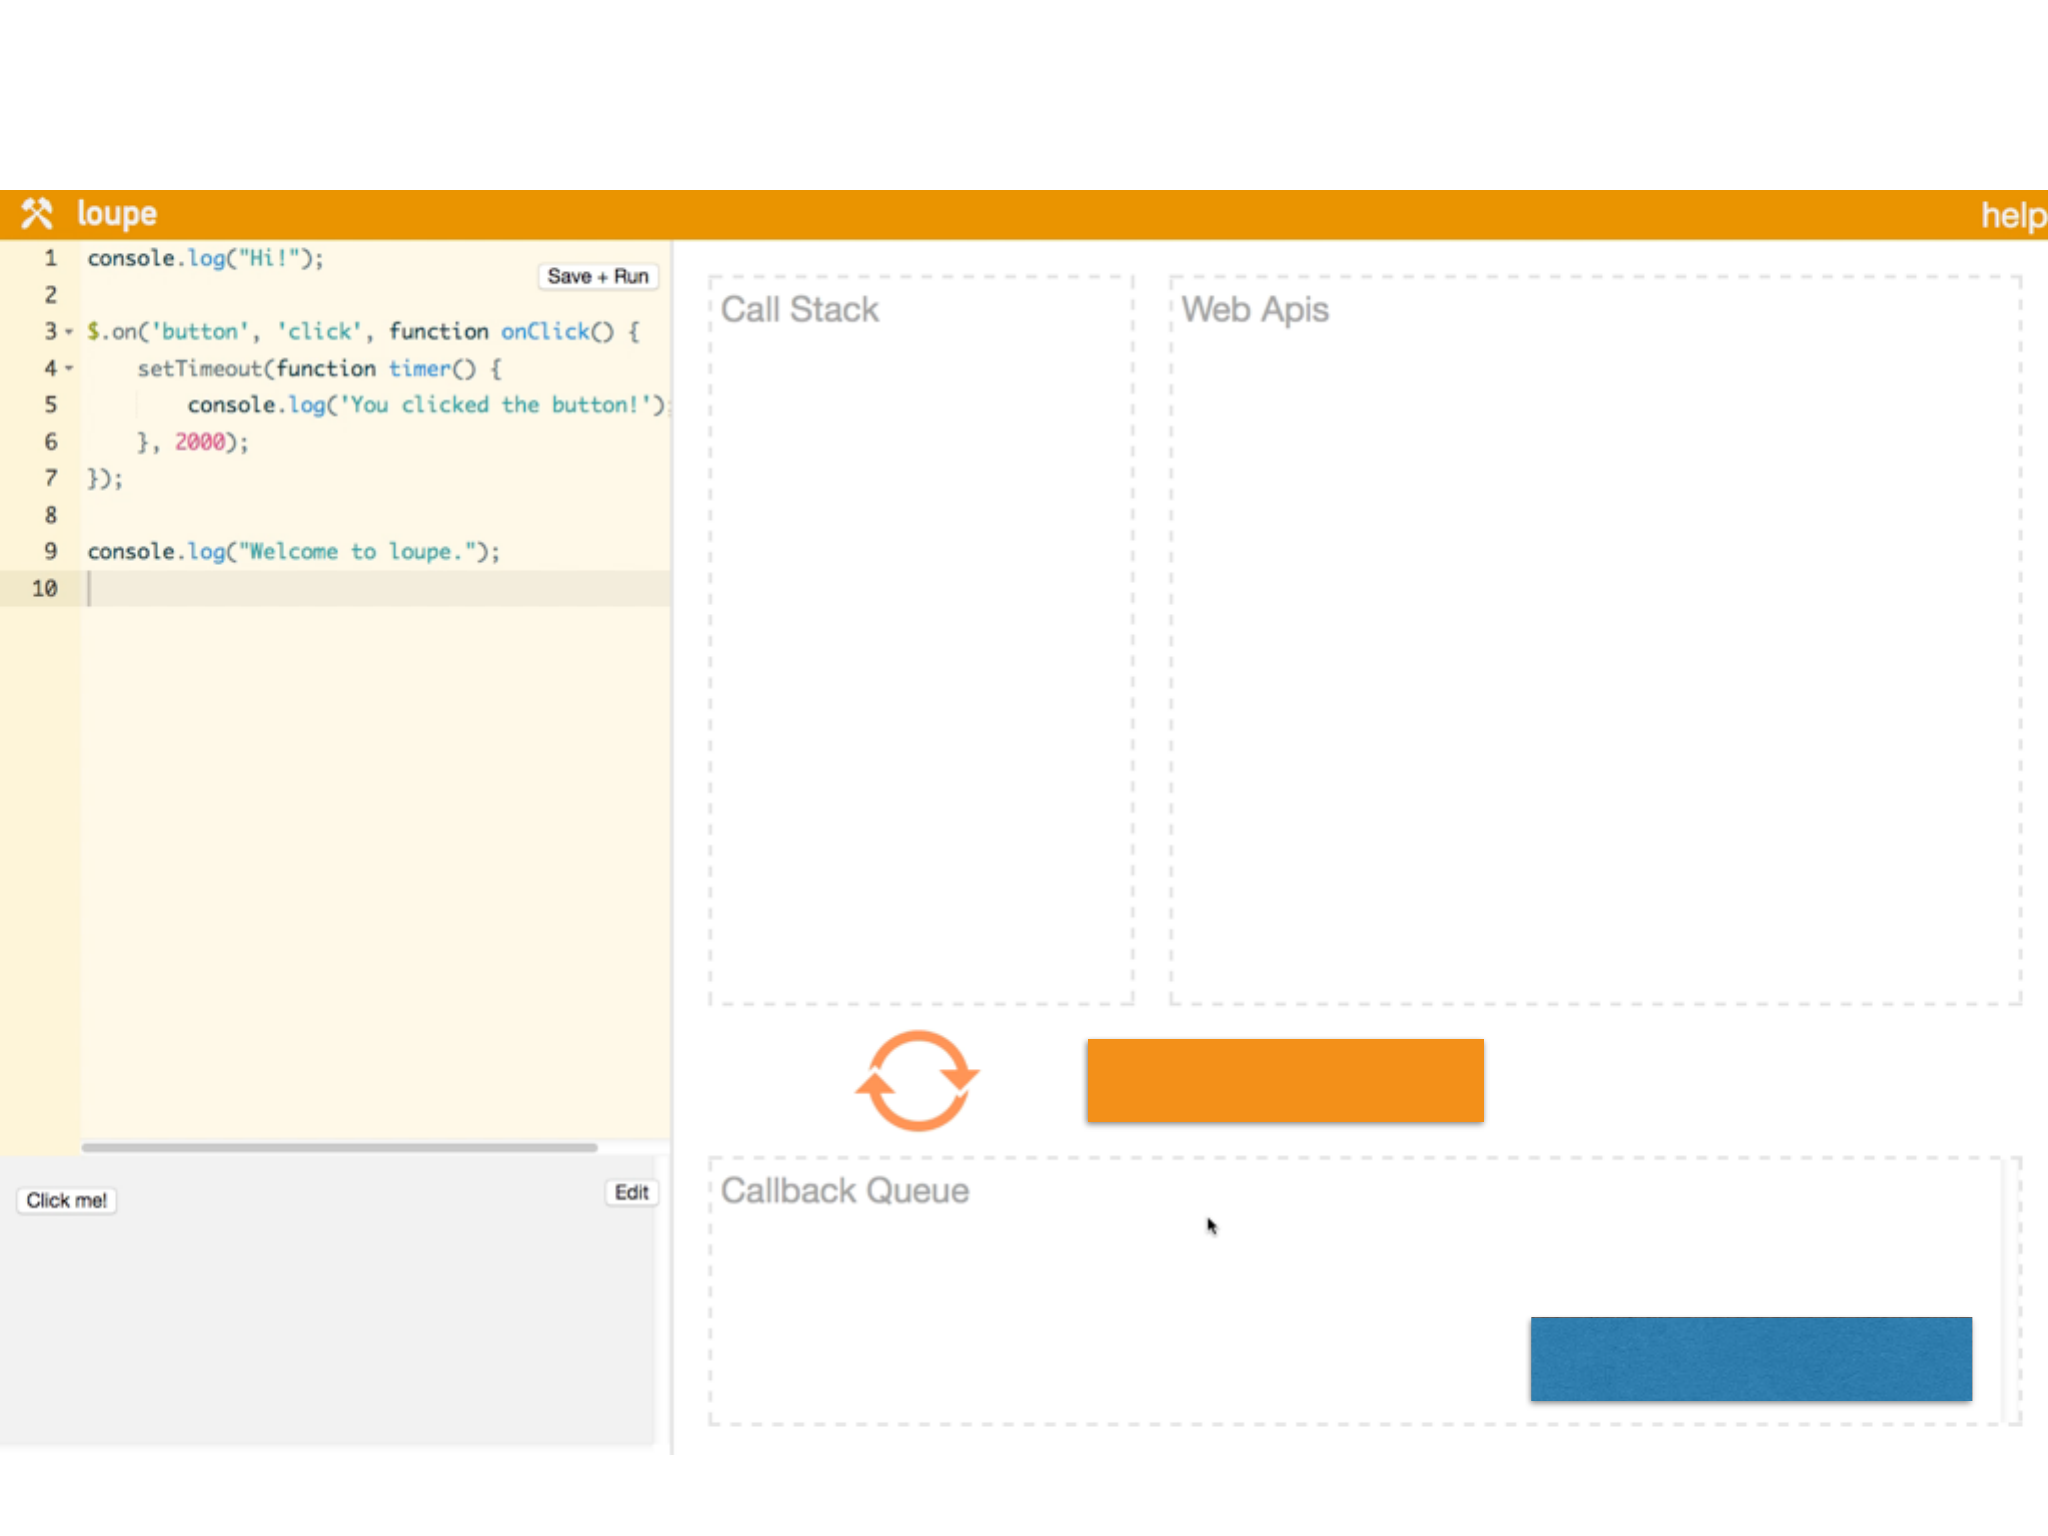 loupe
help
1 console.log("Hi!");
Save + Run
2
3 $.on('button', 'click', function onClick() {
4 setTimeout(function timer() {
5 console.log('You clicked the button!');
6 }, 2000);
7 });
8
9 console.log("Welcome to loupe.");
10
Click me!
Edit
Call Stack
Web Apis
Callback Queue